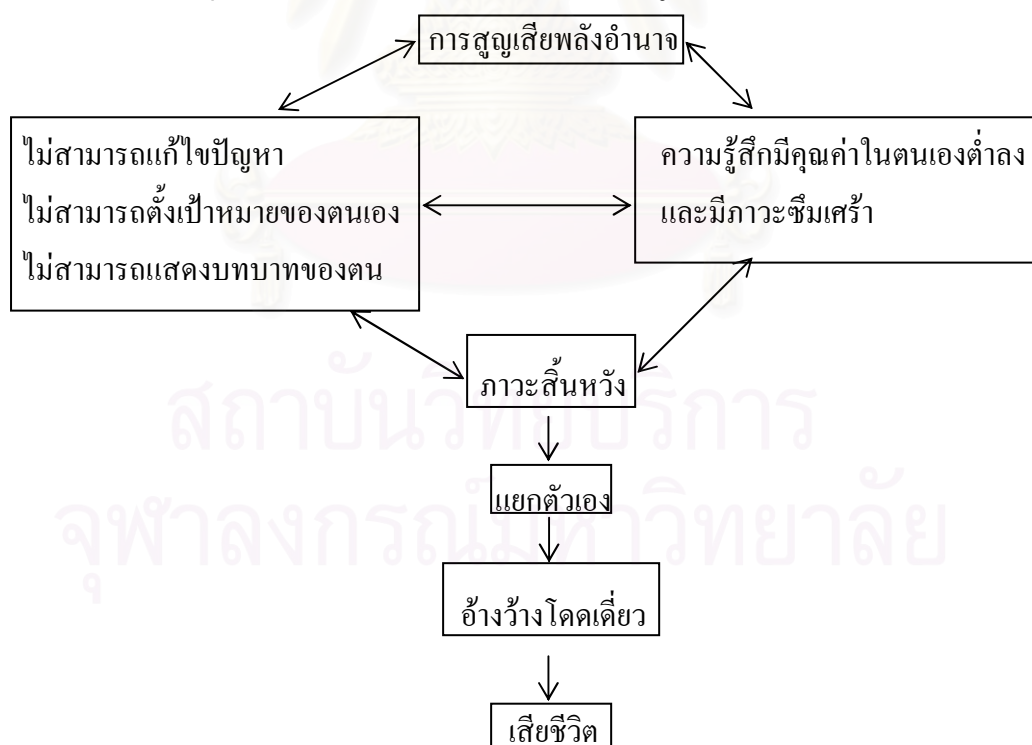 การสูญเสียพลังอำนาจ
ไม่สามารถแก้ไขปัญหา
ไม่สามารถตั้งเป้าหมายของตนเอง
ไม่สามารถแสดงบทบาทของตน
ความรู้สึกมีคุณค่าในตนเองต่ำลง
และมีภาวะซึมเศร้า
ภาวะสิ้นหวัง
สถาบันวิทยบริการ
แยกตัวเอง
จุฬาลงกรณ์มหาวิทยาลัย
อ้างว้างโดดเดี่ยว
เสียชีวิต